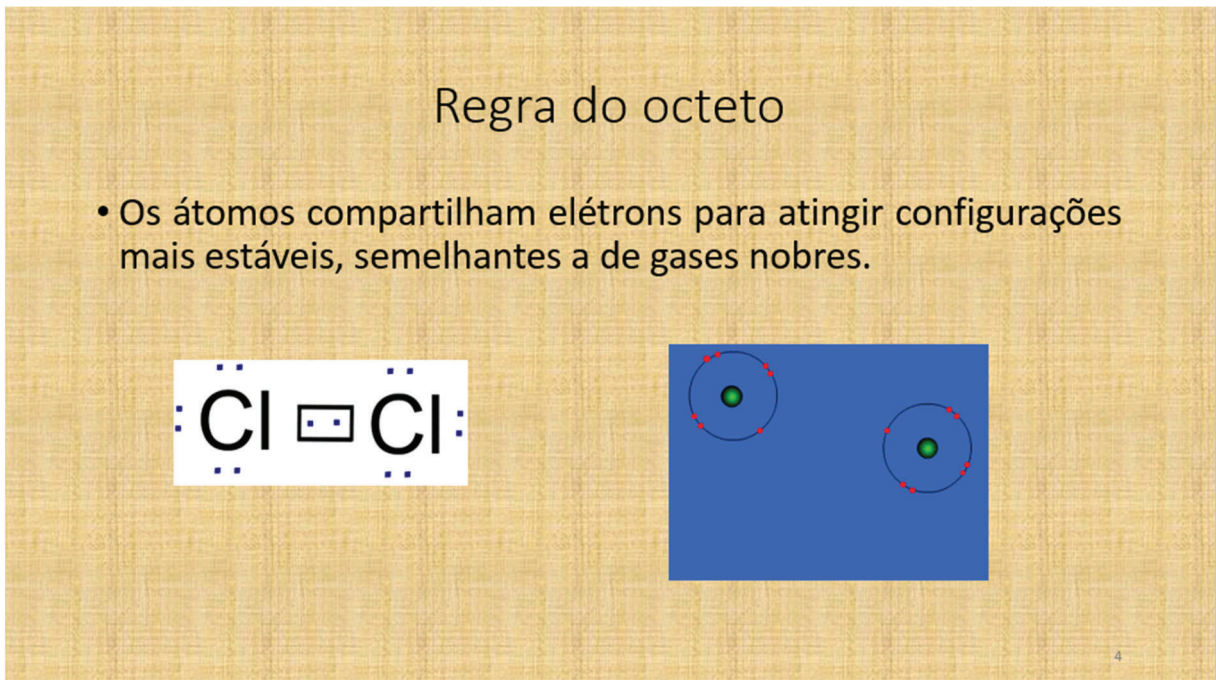 Regra do octeto
• Os átomos compartilham elétrons para atingir configurações
mais estáveis, semelhantes a de gases nobres.
Cl Cl
4